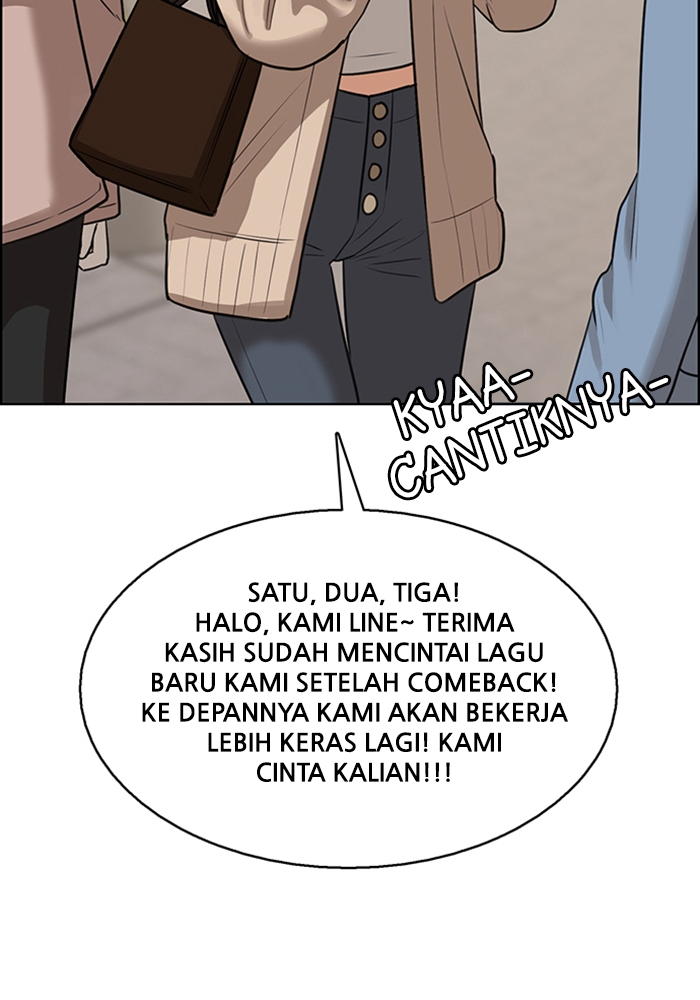 KYAA-
CANTIKNYA-
SATU, DUA, TIGA!
HALO, KAMI LINE~ TERIMA
KASIH SUDAH MENCINTAI LAGU
BARU KAMI SETELAH COMEBACK!
KE DEPANNYA KAMI AKAN BEKERJA
LEBIH KERAS LAGI! KAMI
CINTA KALIAN!!!